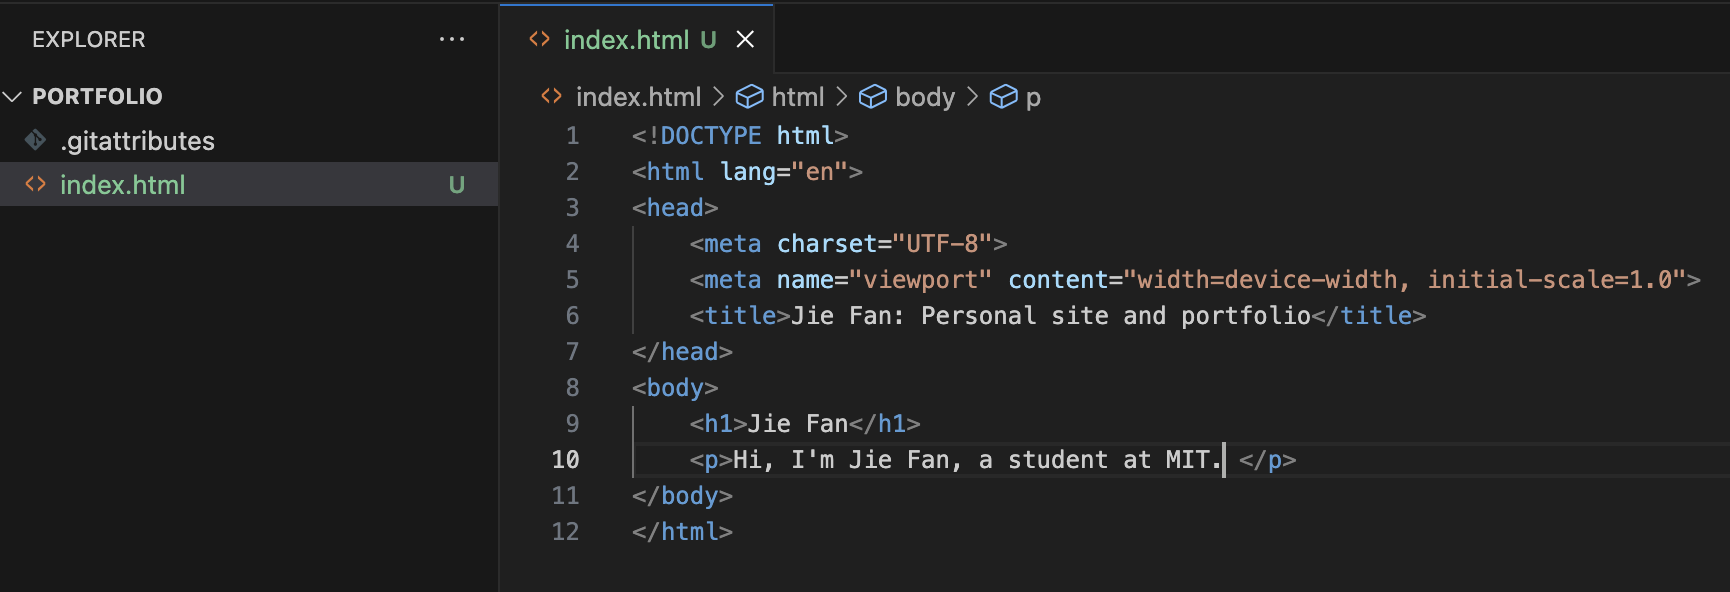 EXPLORER
···
PORTFOLIO
.gitattributes
index.html U
index.html U
index.html > html > body > p
1 <!DOCTYPE html>
2 <html lang="en">
3 <head>
4     <meta charset="UTF-8">
5     <meta name="viewport" content="width=device-width, initial-scale=1.0">
6     <title>Jie Fan: Personal site and portfolio</title>
7 </head>
8 <body>
9     <h1>Jie Fan</h1>
10     <p>Hi, I'm Jie Fan, a student at MIT. </p>
11 </body>
12 </html>